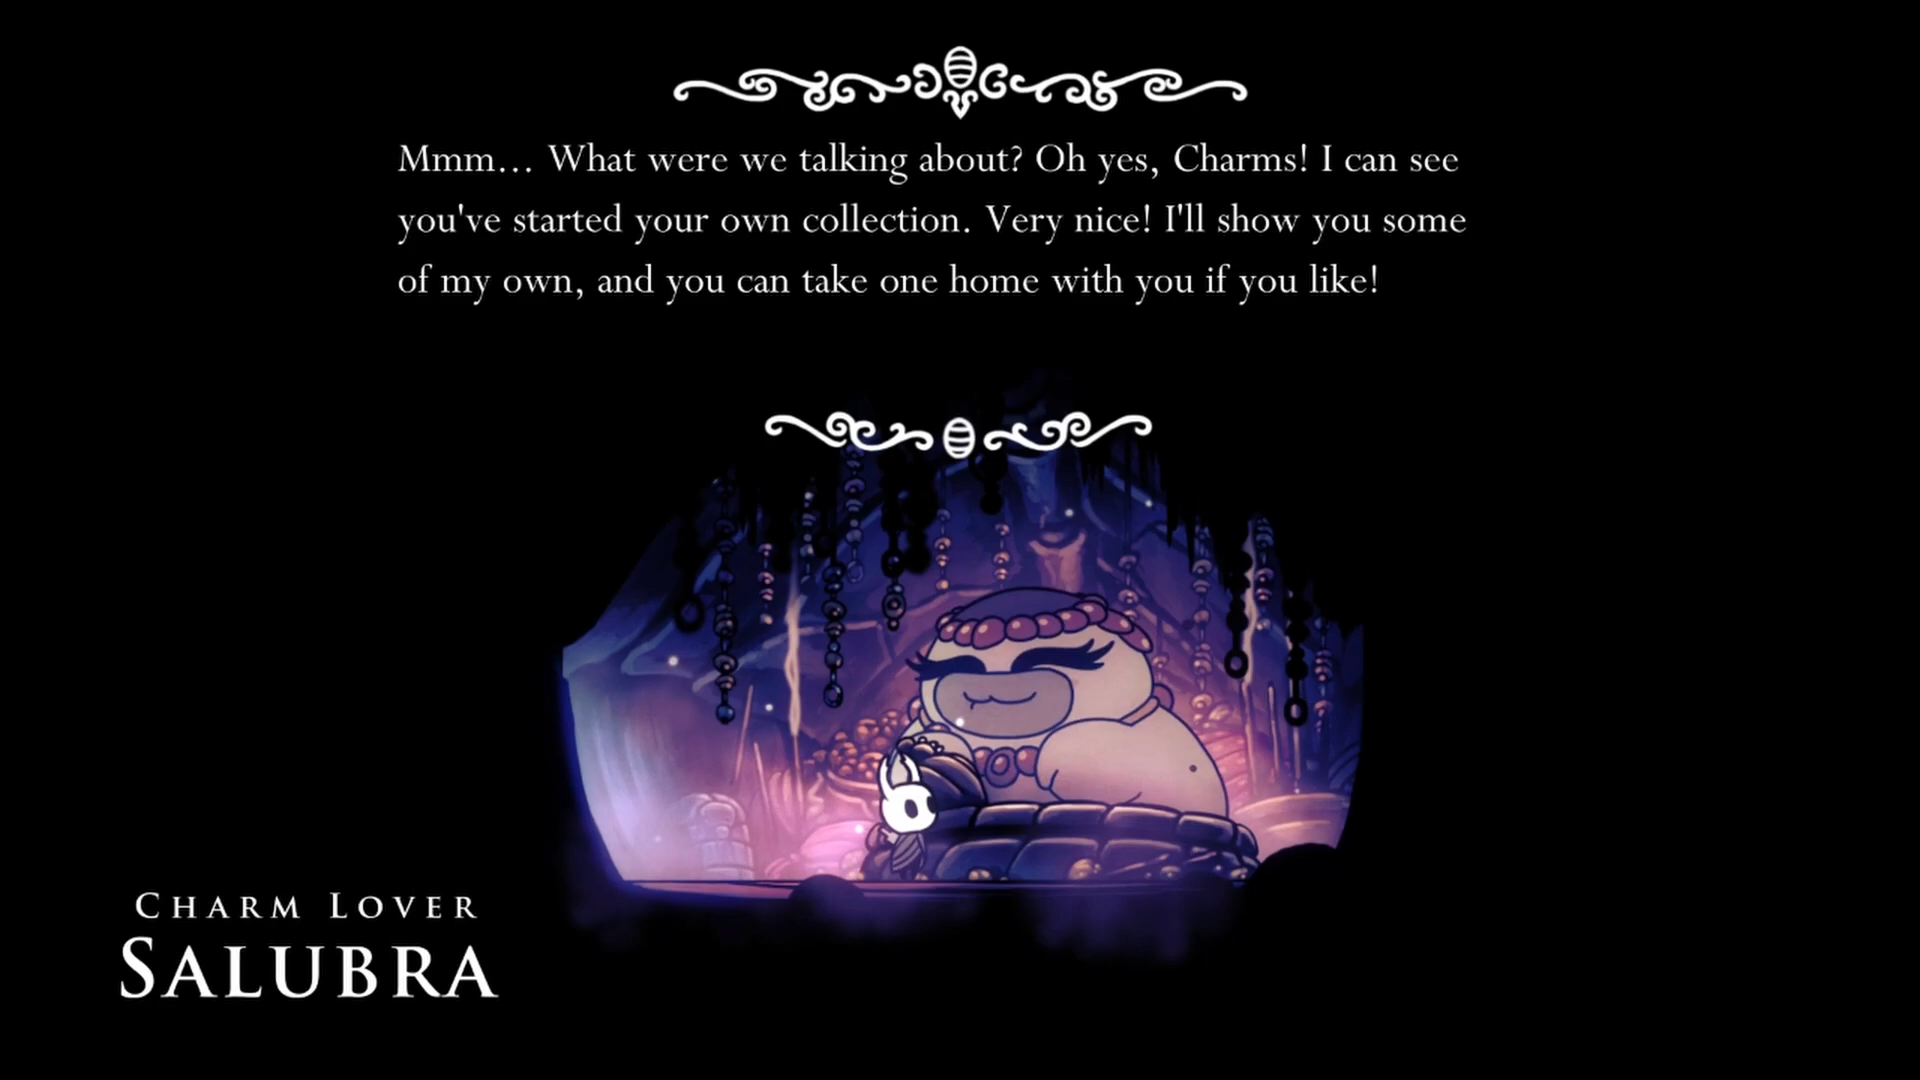 Mmm... What were we talking about? Oh yes, Charms! I can see
you've started your own collection. Very nice! I'll show you some
of my own, and you can take one home with you if you like!
CHARM LOVER
SALUBRA